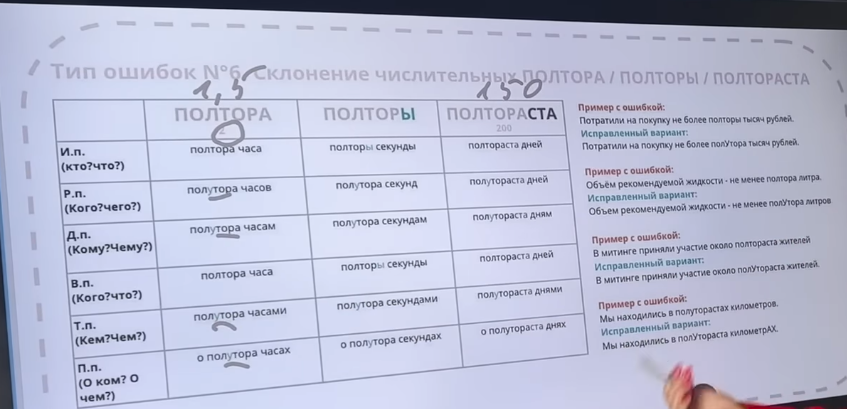 Тип ошибок №6. Склонение числительных ПОЛТОРА / ПОЛТОРЫ / ПОЛТОРАСТА
1,5
150
ПОЛТОРА ПОЛТОРЫ ПОЛТОРАСТА
2 200
И.п. (кто?что?) полтора часа полторы секунды полтораста дней
Р.п. (Кого?чего?) полутора часов полутора секунд полутораста дней
Д.п. (Кому?Чему?) полутора часам полутора секундам полутораста дням
В.п. (Кого?что?) полтора часа полторы секунды полтораста дней
Т.п. (Кем?Чем?) полутора часами полутора секундами полутораста днями
П.п. (О ком? О чем?) о полутора часах о полутора секундах о полутораста днях
Пример с ошибкой:
Потратили на покупку не более полторы тысяч рублей.
Исправленный вариант:
Потратили на покупку не более полУтора тысяч рублей.
Пример с ошибкой:
Объём рекомендуемой жидкости - не менее полтора литра.
Исправленный вариант:
Объем рекомендуемой жидкости - не менее полУтора литров
Пример с ошибкой:
В митинге приняли участие около полтораста жителей
Исправленный вариант:
В митинге приняли участие около полУтораста жителей.
Пример с ошибкой:
Мы находились в полуторастах километров.
Исправленный вариант:
Мы находились в полУтораста километрАХ.